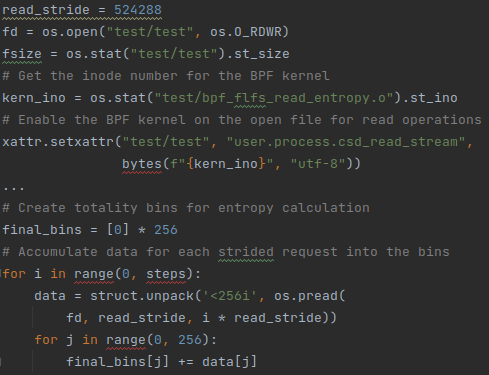 read_stride = 524288
fd = os.open("test/test", os.O_RDWR)
fsize = os.stat("test/test").st_size
# Get the inode number for the BPF kernel
kern_ino = os.stat("test/bpf_flfs_read_entropy.o").st_ino
# Enable the BPF kernel on the open file for read operations
xattr.setxattr("test/test", "user.process.csd_read_stream",
               bytes(f"{kern_ino}", "utf-8"))
...
# Create totality bins for entropy calculation
final_bins = [0] * 256
# Accumulate data for each strided request into the bins
for i in range(0, steps):
    data = struct.unpack('<256i', os.pread(
        fd, read_stride, i * read_stride))
    for j in range(0, 256):
        final_bins[j] += data[j]